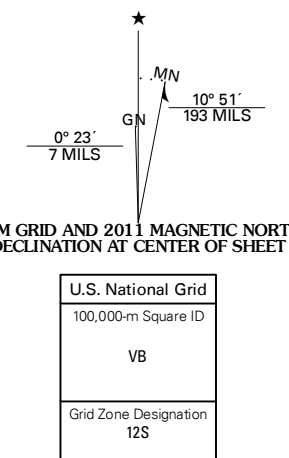 ★
MN
GN
10° 51´
193 MILS
0° 23´
7 MILS
M GRID AND 2011 MAGNETIC NORT
DECLINATION AT CENTER OF SHEET
U.S. National Grid
100,000-m Square ID
VB
Grid Zone Designation
12S